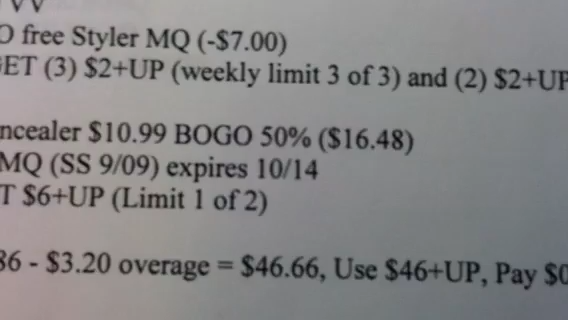 O free Styler MQ (-$7.00)
GET (3) $2+UP (weekly limit 3 of 3) and (2) $2+UP
ncealer $10.99 BOGO 50% ($16.48)
MQ (SS 9/09) expires 10/14
T $6+UP (Limit 1 of 2)
36 - $3.20 overage = $46.66, Use $46+UP, Pay $0